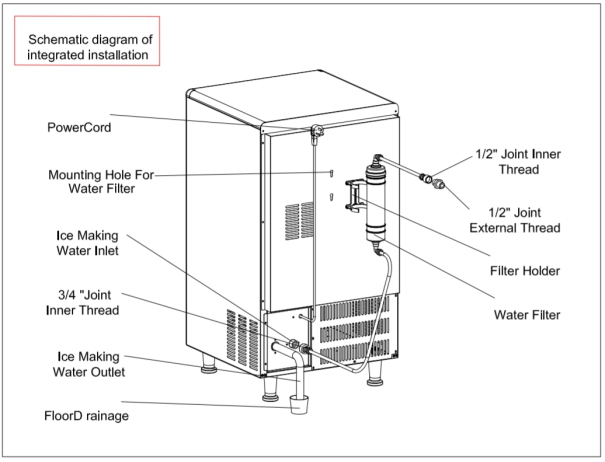 Schematic diagram of
integrated installation
PowerCord
Mounting Hole For
Water Filter
Ice Making
Water Inlet
3/4 "Joint
Inner Thread
Ice Making
Water Outlet
FloorD rainage
1/2" Joint Inner
Thread
1/2" Joint
External Thread
Filter Holder
Water Filter